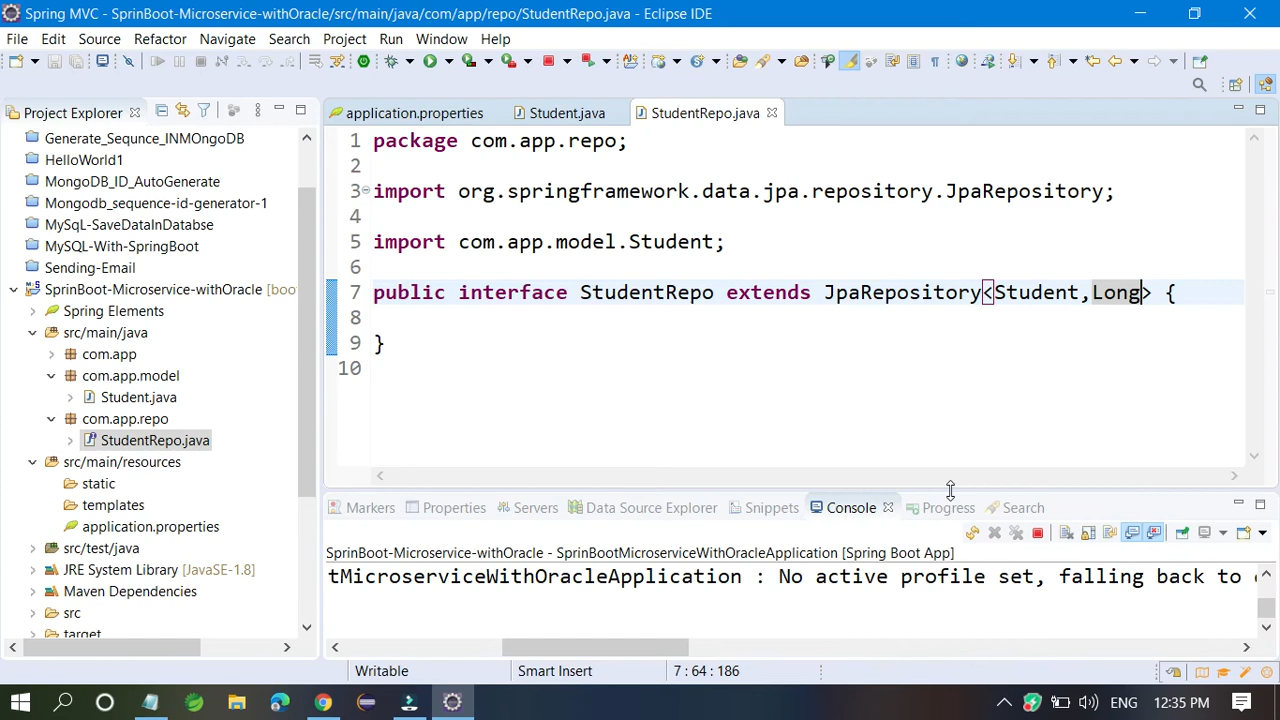 Spring MVC - SprinBoot-Microservice-withOracle/src/main/java/com/app/repo/StudentRepo.java - Eclipse IDE
File Edit Source Refactor Navigate Search Project Run Window Help
Project Explorer
Generate_Sequnce_INMOngoDB
HelloWorld1
MongoDB_ID_AutoGenerate
Mongodb_sequence-id-generator-1
MySqL-SaveDataInDatabse
MySQL-With-SpringBoot
Sending-Email
SprinBoot-Microservice-withOracle [boo
Spring Elements
src/main/java
com.app
com.app.model
Student.java
com.app.repo
StudentRepo.java
src/main/resources
static
templates
application.properties
src/test/java
JRE System Library [JavaSE-1.8]
Maven Dependencies
src
target
application.properties Student.java StudentRepo.java
1 package com.app.repo;
2
3 import org.springframework.data.jpa.repository.JpaRepository;
4
5 import com.app.model.Student;
6
7 public interface StudentRepo extends JpaRepository<Student,Long> {
8
9 }
10
Markers Properties Servers Data Source Explorer Snippets Console Progress Search
SprinBoot-Microservice-withOracle - SprinBootMicroserviceWithOracleApplication [Spring Boot App]
tMicroserviceWithOracleApplication : No active profile set, falling back to
Writable Smart Insert 7 : 64 : 186
ENG 12:35 PM